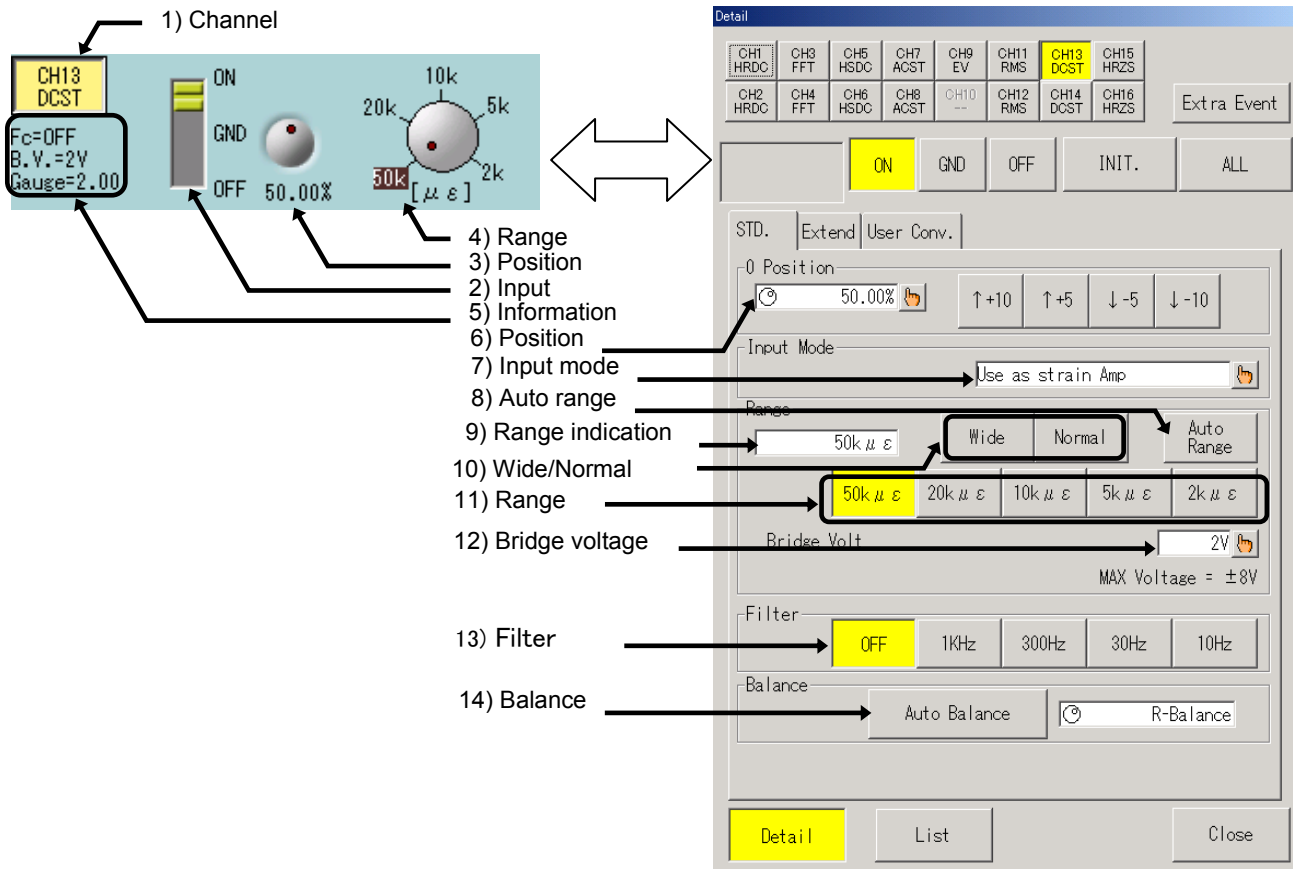 1) Channel
CH13
DCST
Fc=OFF
B.V.=2V
Gauge=2.00
ON
GND
OFF
50.00%
10k
20k
5k
50k
2k
[μ ε]
4) Range
3) Position
2) Input
5) Information
6) Position
7) Input mode
8) Auto range
9) Range indication
10) Wide/Normal
11) Range
12) Bridge voltage
13) Filter
14) Balance
Detail
CH1 HRDC
CH3 FFT
CH5 HSDC
CH7 ACST
CH9 EV
CH11 RMS
CH13 DCST
CH15 HRZS
CH2 HRDC
CH4 FFT
CH6 HSDC
CH8 ACST
CH10 --
CH12 RMS
CH14 DCST
CH16 HRZS
Extra Event
ON GND OFF INIT. ALL
STD. Extend User Conv.
0 Position
50.00% ↑+10 ↑+5 ↓-5 ↓-10
Input Mode
Use as strain Amp
Range
50k μ ε Wide Normal Auto Range
50k μ ε 20k μ ε 10k μ ε 5k μ ε 2k μ ε
Bridge Volt 2V
MAX Voltage = ±8V
Filter
OFF 1KHz 300Hz 30Hz 10Hz
Balance
Auto Balance R-Balance
Detail List Close